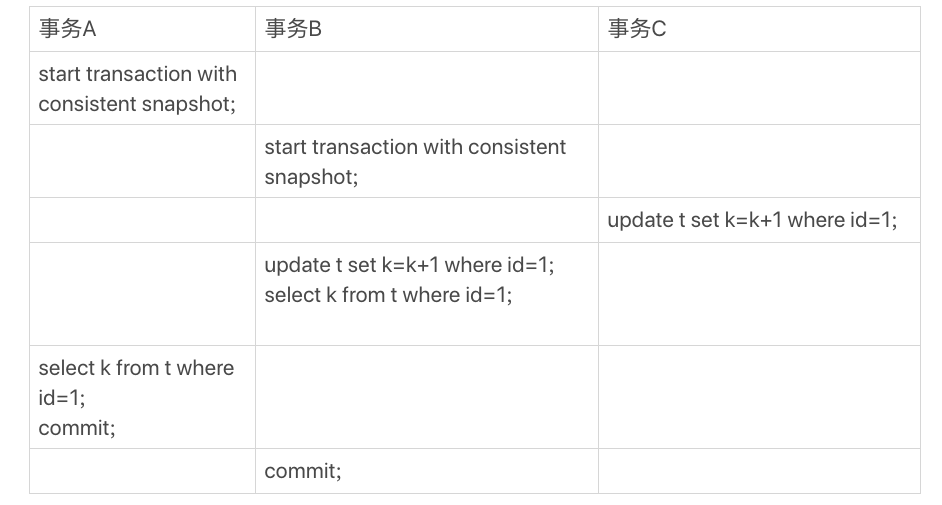 事务A
事务B
事务C
start transaction with
consistent snapshot;
start transaction with consistent
snapshot;
update t set k=k+1 where id=1;
update t set k=k+1 where id=1;
select k from t where id=1;
select k from t where
id=1;
commit;
commit;